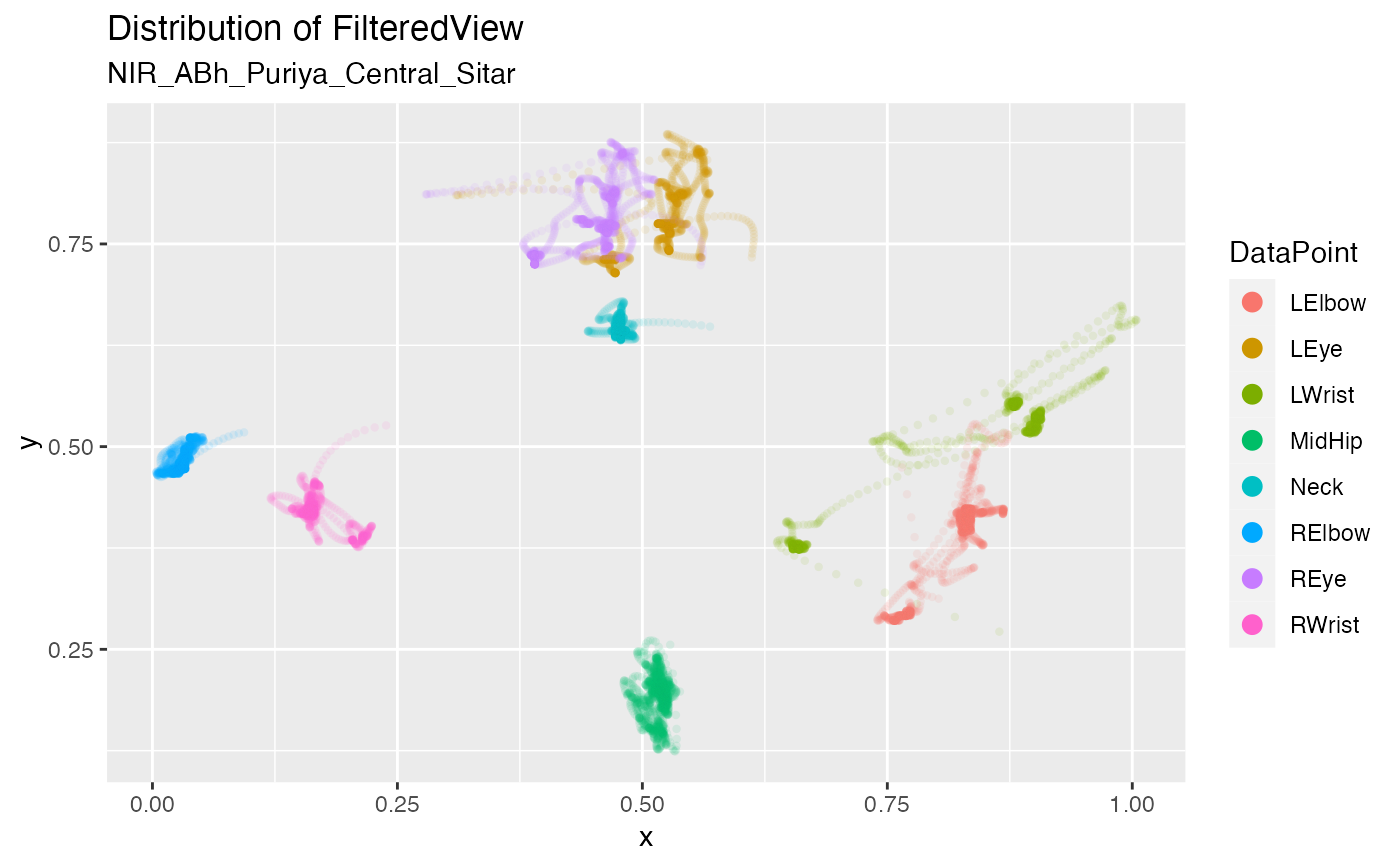 Distribution of FilteredView
NIR_ABh_Puriya_Central_Sitar
y
0.75
0.50
0.25
0.00 0.25 0.50 0.75 1.00
x
DataPoint
LElbow
LEye
LWrist
MidHip
Neck
RElbow
REye
RWrist